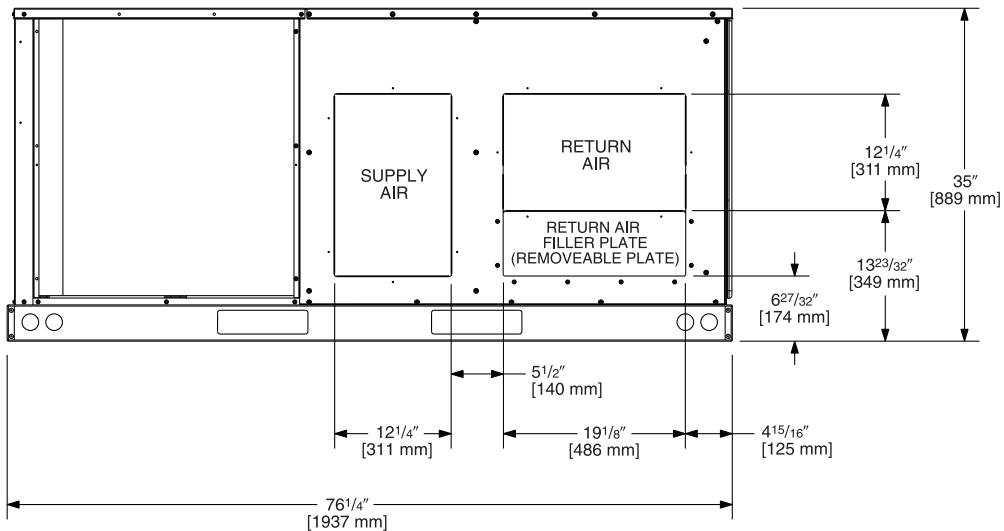 SUPPLY
AIR
RETURN
AIR
RETURN AIR
FILLER PLATE
(REMOVEABLE PLATE)
12 1/4"
[311 mm]
35"
[889 mm]
13 23/32"
[349 mm]
6 27/32"
[174 mm]
5 1/2"
[140 mm]
12 1/4"
[311 mm]
19 1/8"
[486 mm]
4 15/16"
[125 mm]
76 1/4"
[1937 mm]